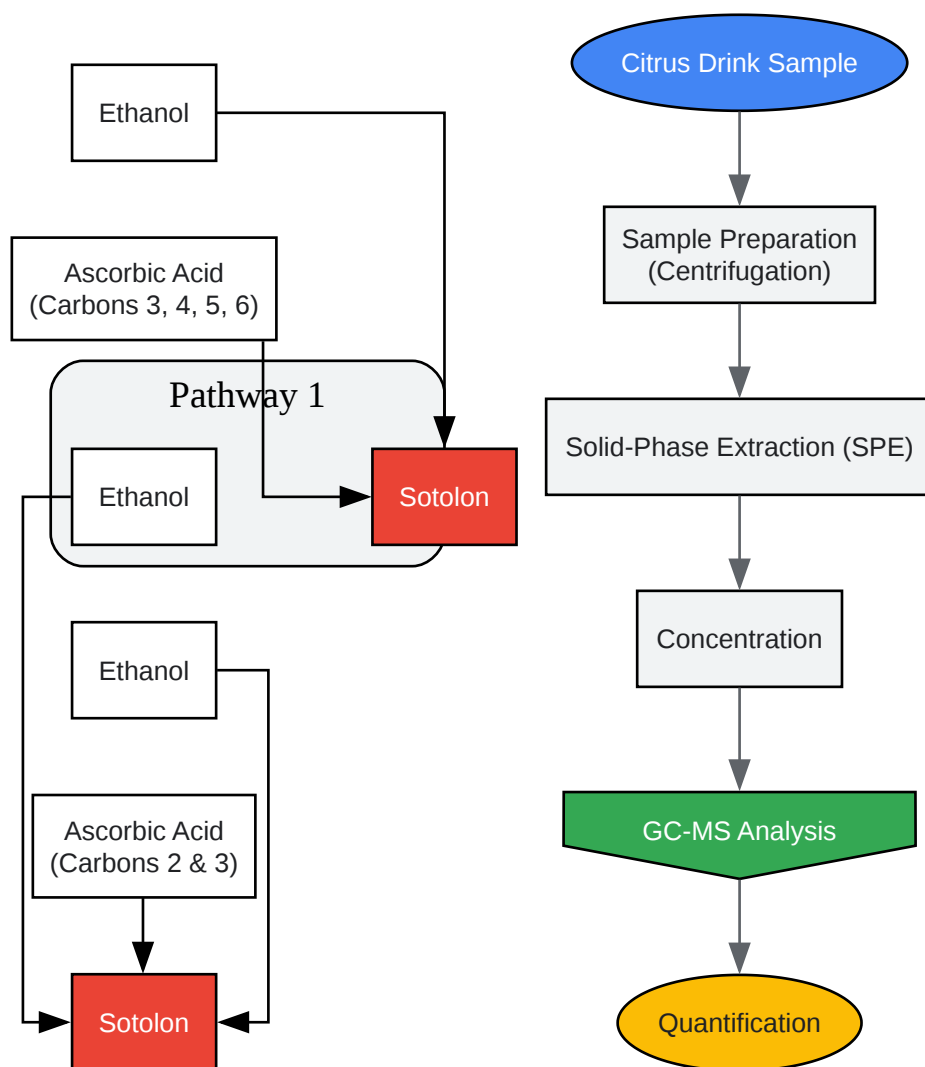 Ethanol
Ascorbic Acid
(Carbons 3, 4, 5, 6)
Pathway 1
Ethanol
Sotolon
Ethanol
Ascorbic Acid
(Carbons 2 & 3)
Sotolon
Citrus Drink Sample
Sample Preparation
(Centrifugation)
Solid-Phase Extraction (SPE)
Concentration
GC-MS Analysis
Quantification